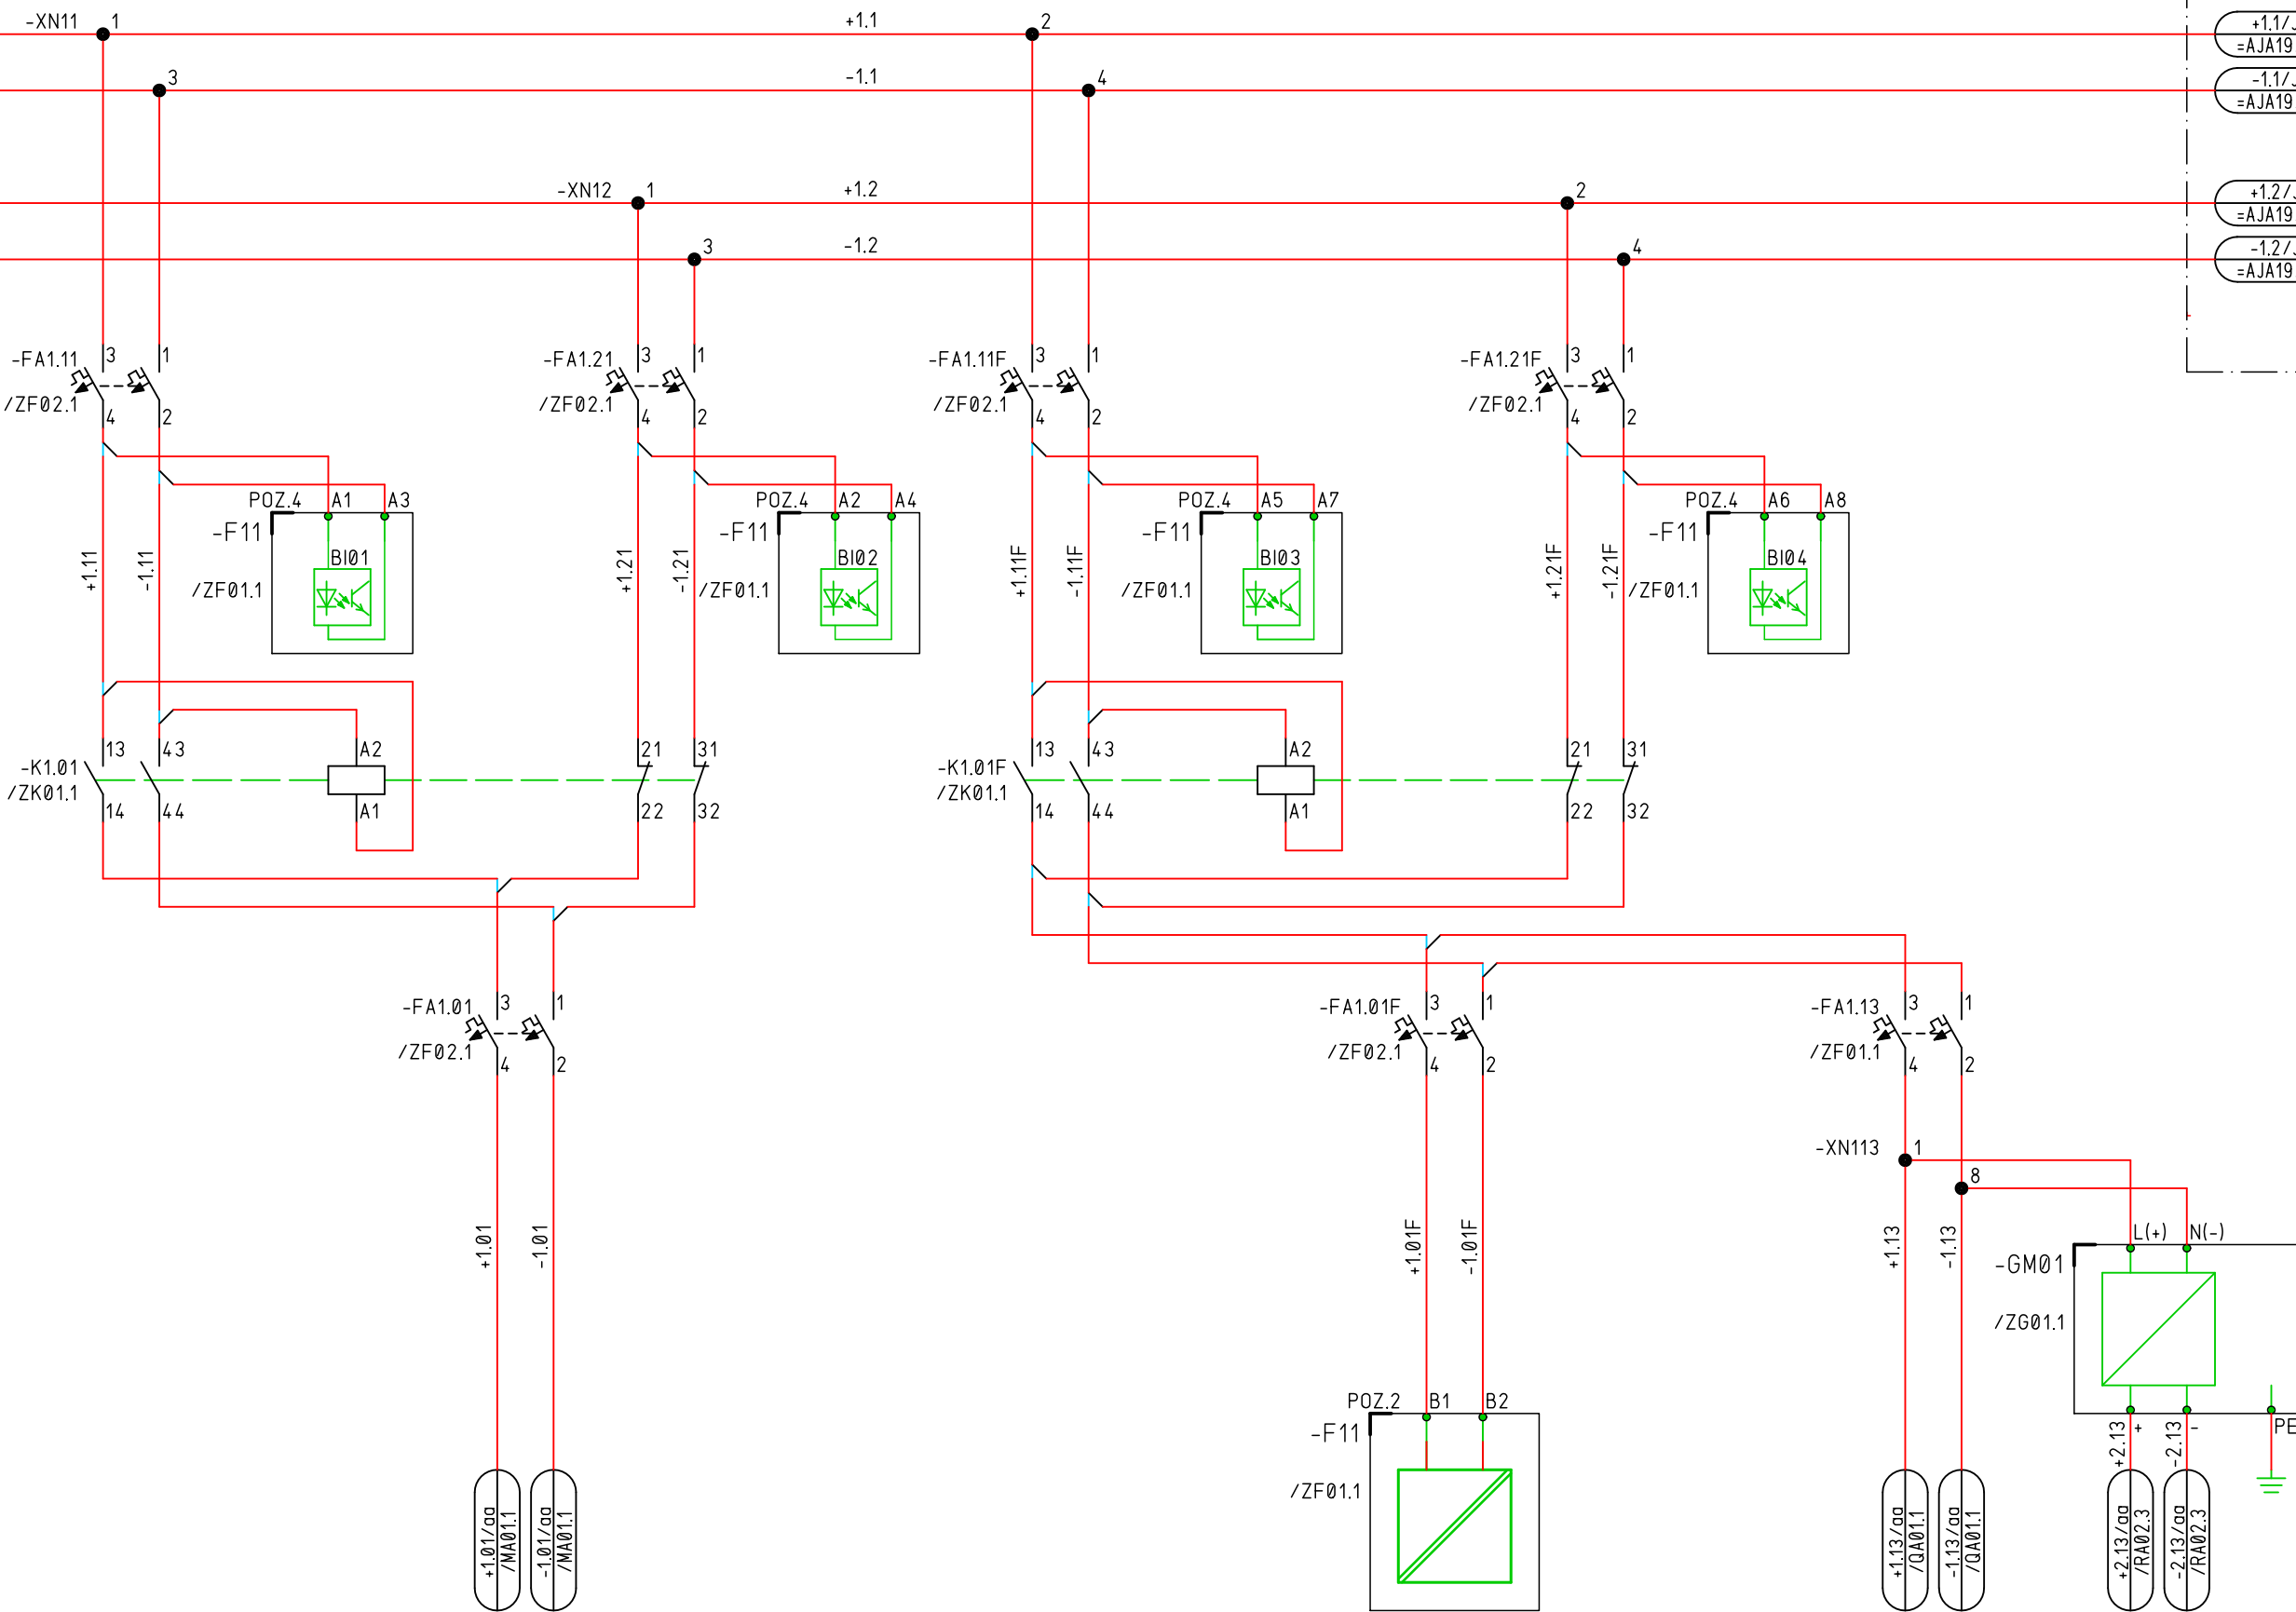 -XN11 1
+1.1
2
+1.1/
=AJA19
3
-1.1
4
-1.1/
=AJA19
-XN12 1
+1.2
2
+1.2/
=AJA19
3
-1.2
4
-1.2/
=AJA19
-FA1.11
/ZF02.1
3 1
4 2
-FA1.21
/ZF02.1
3 1
4 2
-FA1.11F
/ZF02.1
3 1
4 2
-FA1.21F
/ZF02.1
3 1
4 2
POZ.4 A1 A3
-F11
BI01
/ZF01.1
POZ.4 A2 A4
-F11
BI02
/ZF01.1
POZ.4 A5 A7
-F11
BI03
/ZF01.1
POZ.4 A6 A8
-F11
BI04
/ZF01.1
+1.11
-1.11
+1.21
-1.21
+1.11F
-1.11F
+1.21F
-1.21F
-K1.01
/ZK01.1
13 43 A2 21 31
14 44 A1 22 32
-K1.01F
/ZK01.1
13 43 A2 21 31
14 44 A1 22 32
-FA1.01
/ZF02.1
3 1
4 2
-FA1.01F
/ZF02.1
3 1
4 2
-FA1.13
/ZF01.1
3 1
4 2
-XN113 1
8
+1.01
-1.01
+1.01F
-1.01F
+1.13
-1.13
L(+) N(-)
-GM01
/ZG01.1
+ - PE
+2.13
-2.13
POZ.2 B1 B2
-F11
/ZF01.1
+1.01/aa
/MA01.1
-1.01/aa
/MA01.1
+1.13/aa
/QA01.1
-1.13/aa
/QA01.1
+2.13/aa
/RA02.3
-2.13/aa
/RA02.3